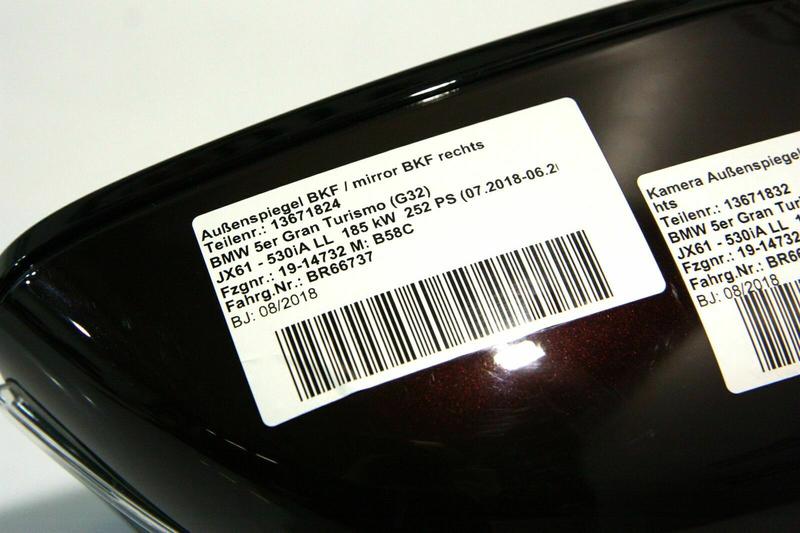 Außenspiegel BKF / mirror BKF rechts
Teilenr.: 13671824
BMW 5er Gran Turismo (G32)
JX61 - 530iA LL 185 kW 252 PS (07.2018-06.2
Fzgnr.: 19-14732 M: B58C
Fahrg.Nr.: BR66737
BJ: 08/2018
Kamera Außenspiegel
hts
Teilenr.: 13671832
BMW 5er Gran Turismo
JX61 - 530iA LL
Fzgnr.: 19-14732
Fahrg.Nr.: BR66
BJ: 08/2018